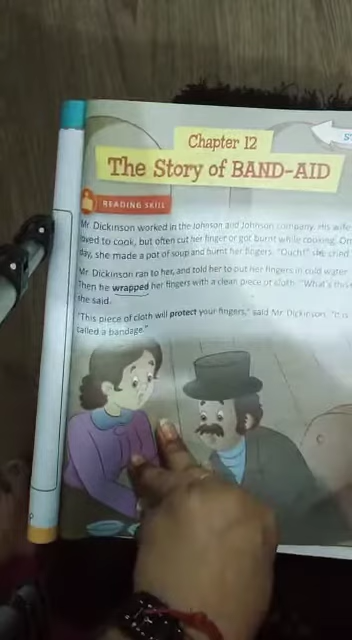 Chapter 12
The Story of BAND-AID
READING SKILL
Mr Dickinson worked in the Johnson and Johnson company. His wife
loved to cook, but often cut her finger or got burnt while cooking. One
day, she made a pot of soup and burnt her fingers. "Ouch!" she cried
Mr Dickinson ran to her, and told her to put her fingers in cold water
Then he wrapped her fingers with a clean piece of cloth. "What's this
she said.
"This piece of cloth will protect your fingers," said Mr Dickinson. "It is
called a bandage."